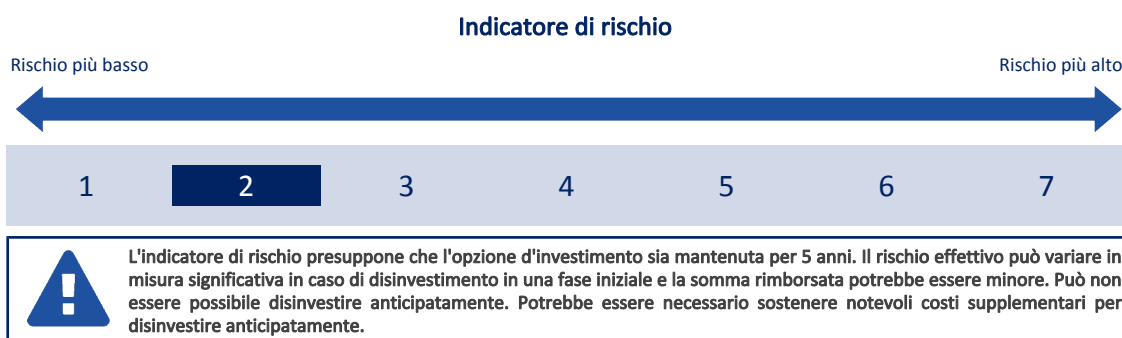 Indicatore di rischio
Rischio più basso
Rischio più alto
1 2 3 4 5 6 7
L'indicatore di rischio presuppone che l'opzione d'investimento sia mantenuta per 5 anni. Il rischio effettivo può variare in
misura significativa in caso di disinvestimento in una fase iniziale e la somma rimborsata potrebbe essere minore. Può non
essere possibile disinvestire anticipatamente. Potrebbe essere necessario sostenere notevoli costi supplementari per
disinvestire anticipatamente.